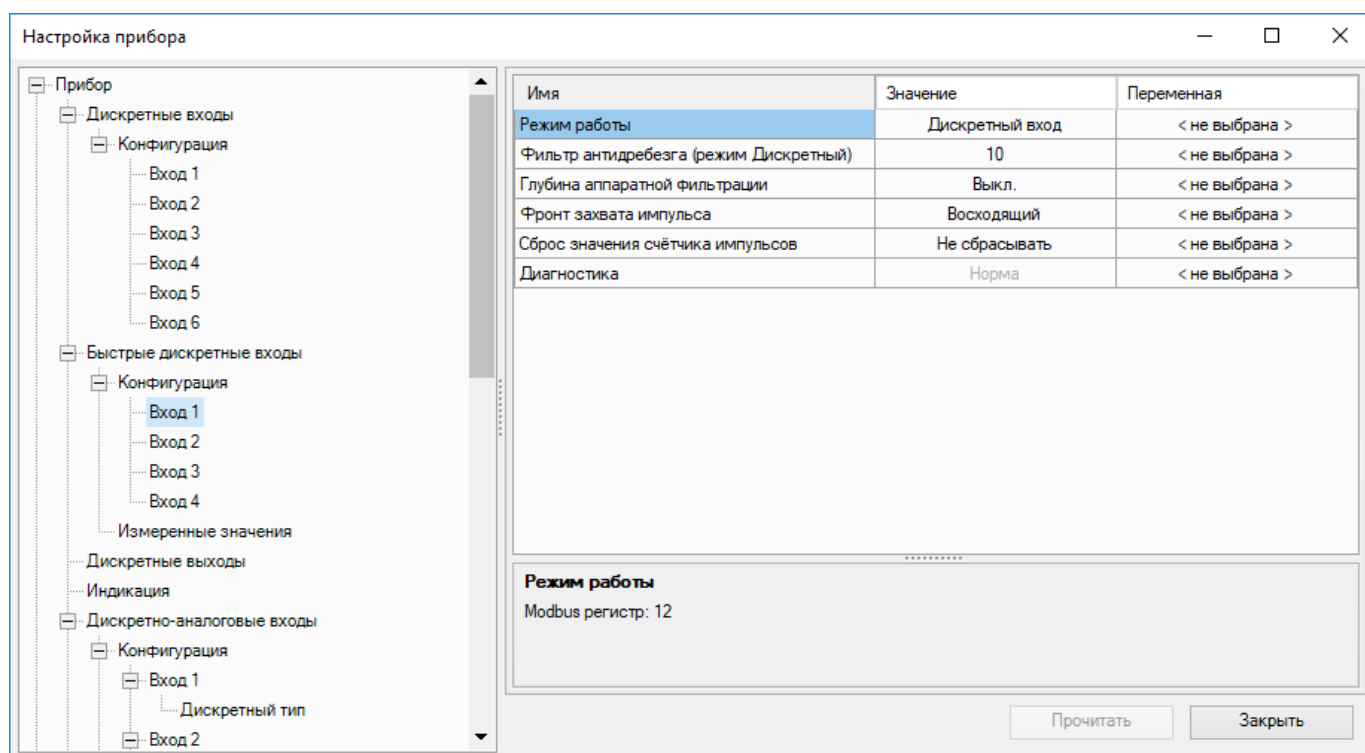 Настройка прибора
Прибор
Дискретные входы
Конфигурация
Вход 1
Вход 2
Вход 3
Вход 4
Вход 5
Вход 6
Быстрые дискретные входы
Конфигурация
Вход 1
Вход 2
Вход 3
Вход 4
Измеренные значения
Дискретные выходы
Индикация
Дискретно-аналоговые входы
Конфигурация
Вход 1
Дискретный тип
Вход 2
Имя Значение Переменная
Режим работы Дискретный вход < не выбрана >
Фильтр антидребезга (режим Дискретный) 10 < не выбрана >
Глубина аппаратной фильтрации Выкл. < не выбрана >
Фронт захвата импульса Восходящий < не выбрана >
Сброс значения счётчика импульсов Не сбрасывать < не выбрана >
Диагностика Норма < не выбрана >
Режим работы
Modbus регистр: 12
Прочитать Закрыть